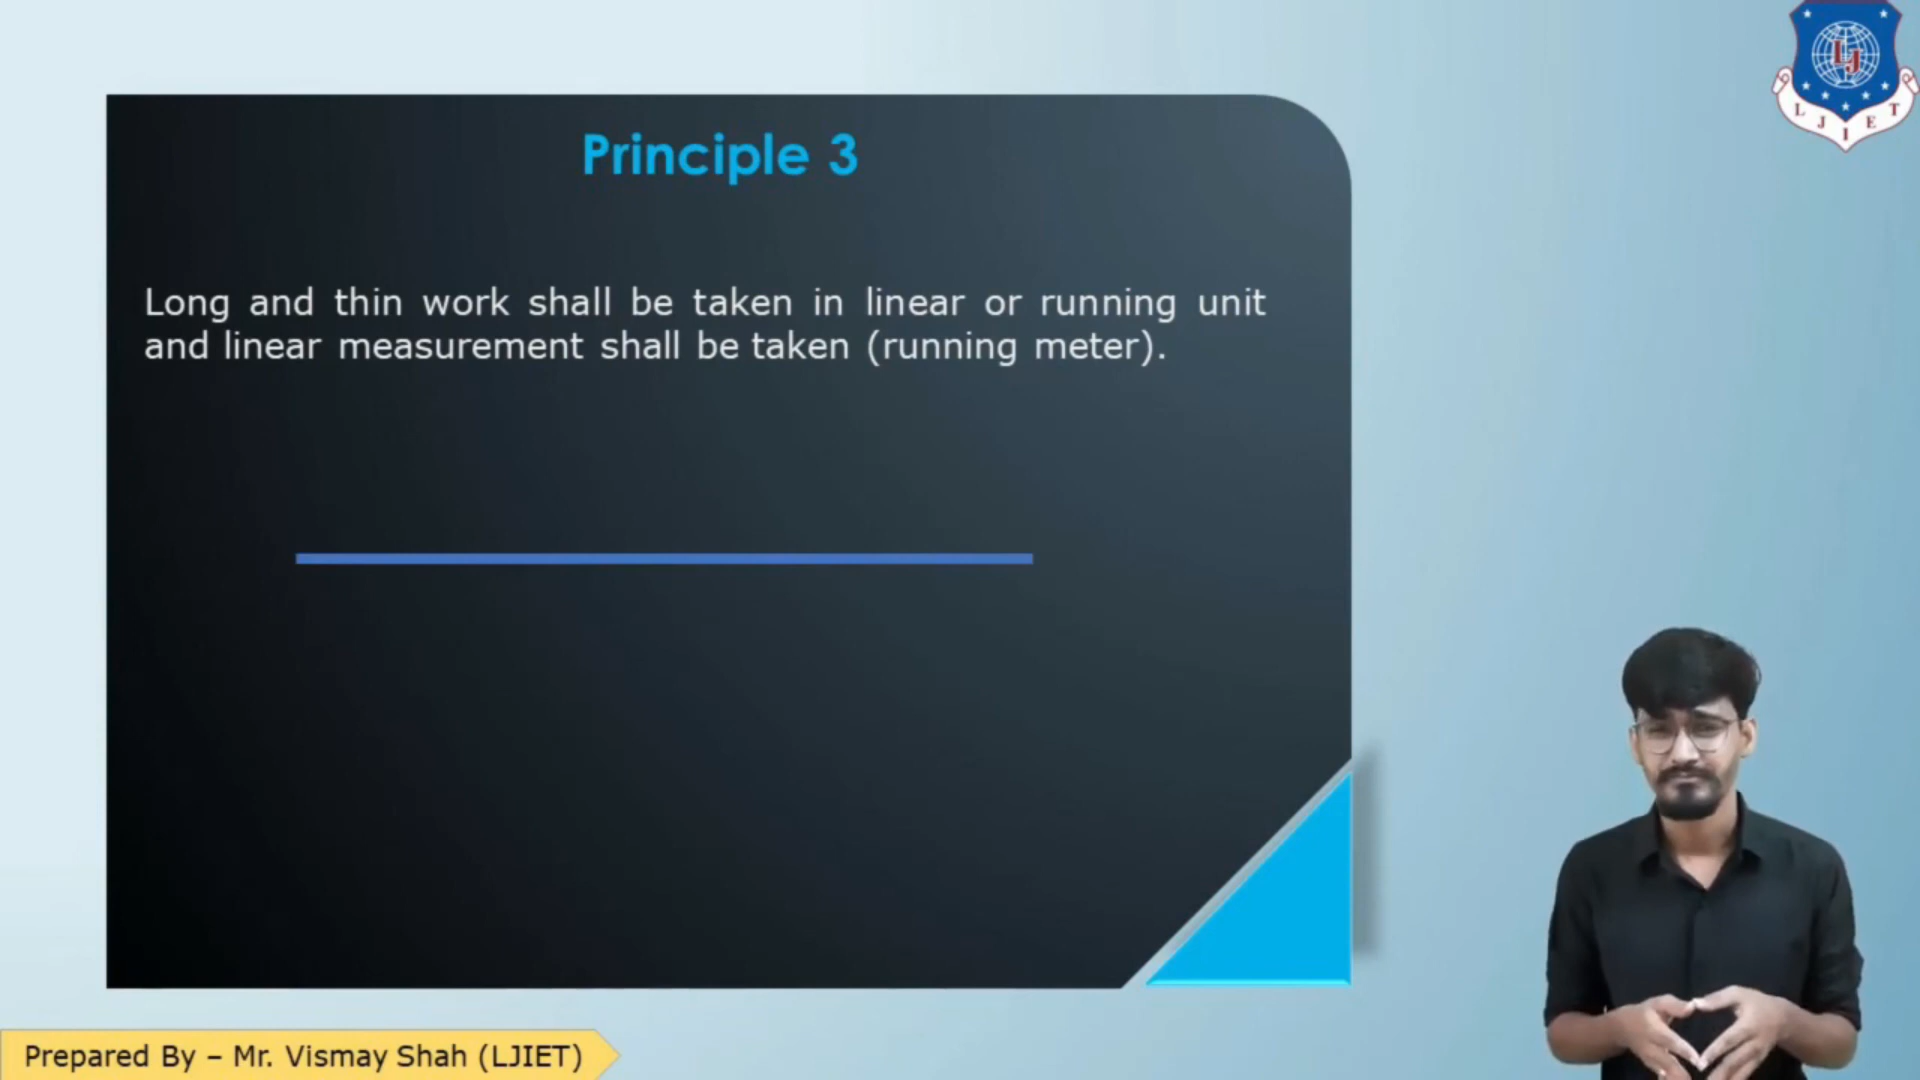 Principle 3
Long and thin work shall be taken in linear or running unit
and linear measurement shall be taken (running meter).
LJ
L J I E T
Prepared By – Mr. Vismay Shah (LJIET)